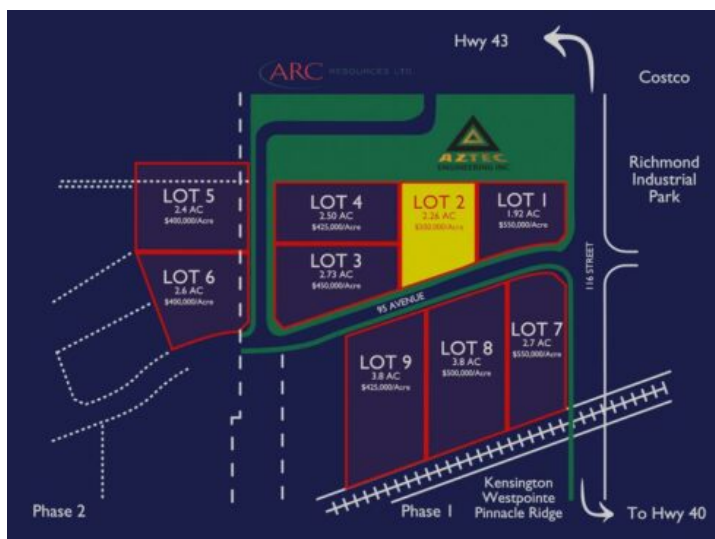 Hwy 43
ARC RESOURCES LTD.
Costco
AZTEC
ENGINEERING INC
Richmond
Industrial
Park
LOT 5
2.4 AC
$400,000/Acre
LOT 4
2.50 AC
$425,000/Acre
LOT 2
2.26 AC
LOT 1
1.92 AC
$550,000/Acre
LOT 6
2.6 AC
$400,000/Acre
LOT 3
2.73 AC
$450,000/Acre
95 AVENUE
116 STREET
LOT 9
3.8 AC
$425,000/Acre
LOT 8
3.8 AC
$500,000/Acre
LOT 7
2.7 AC
$550,000/Acre
Phase 2
Phase 1
Kensington
Westpointe
Pinnacle Ridge
To Hwy 40